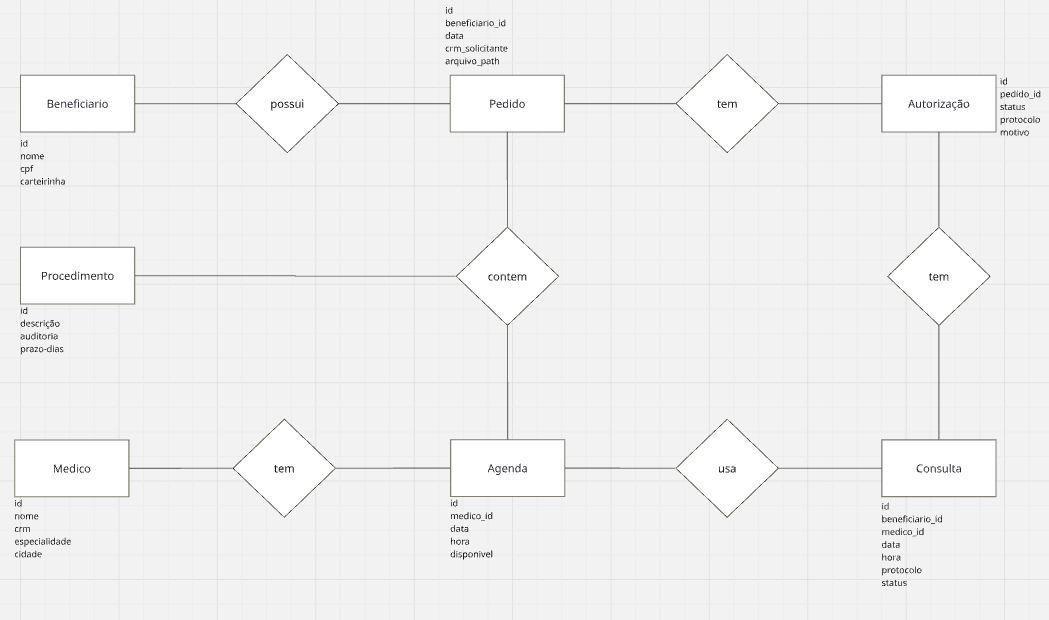 id
beneficiario_id
data
crm_solicitante
arquivo_path
Beneficiario
possui
Pedido
tem
Autorização
id
pedido_id
status
protocolo
motivo
id
nome
cpf
carteirinha
Procedimento
contem
tem
id
descrição
auditoria
prazo-dias
Medico
tem
Agenda
usa
Consulta
id
nome
crm
especialidade
cidade
id
medico_id
data
hora
disponivel
id
beneficiario_id
medico_id
data
hora
protocolo
status